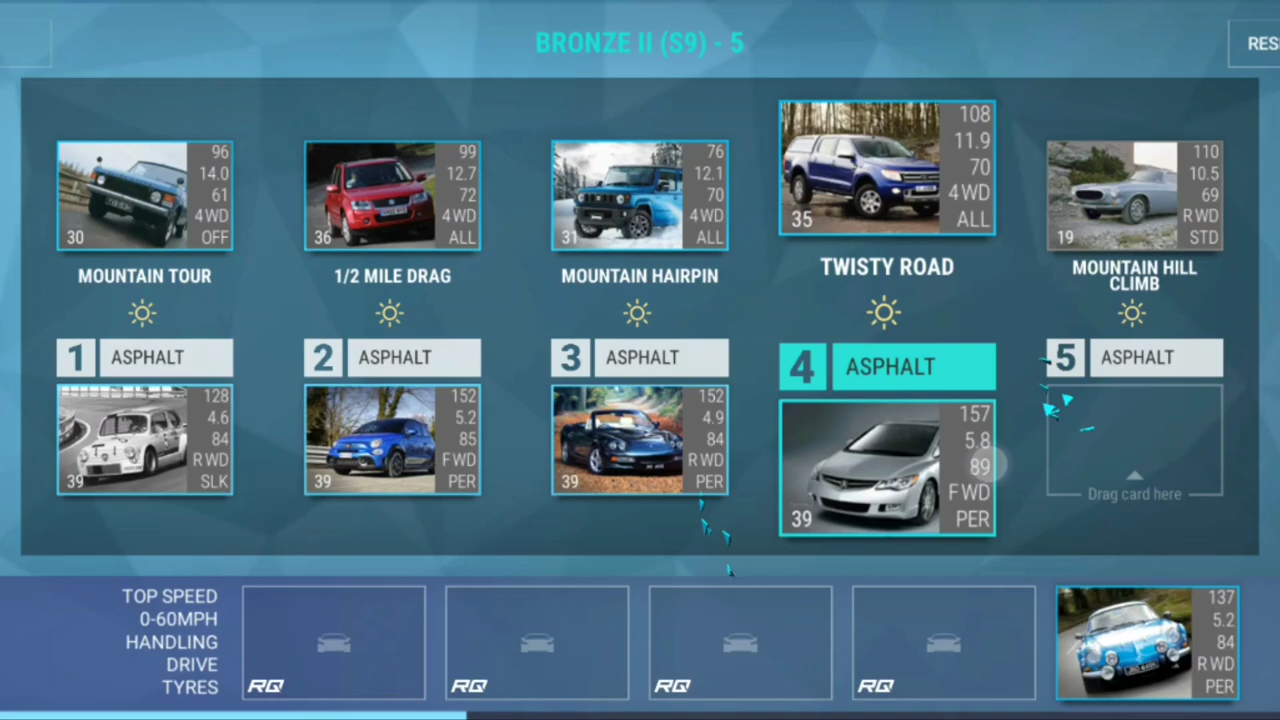 BRONZE II (S9) - 5
RES
96
14.0
61
4WD
OFF
30
99
12.7
72
4WD
ALL
36
76
12.1
70
4WD
ALL
31
108
11.9
70
4WD
ALL
35
110
10.5
69
RWD
STD
19
MOUNTAIN TOUR
1/2 MILE DRAG
MOUNTAIN HAIRPIN
TWISTY ROAD
MOUNTAIN HILL
CLIMB
1 ASPHALT
2 ASPHALT
3 ASPHALT
4 ASPHALT
5 ASPHALT
128
4.6
84
RWD
SLK
39
152
5.2
85
FWD
PER
39
152
4.9
84
RWD
PER
39
157
5.8
89
FWD
PER
39
Drag card here
TOP SPEED
0-60MPH
HANDLING
DRIVE
TYRES
RQ
RQ
RQ
RQ
137
5.2
84
RWD
PER